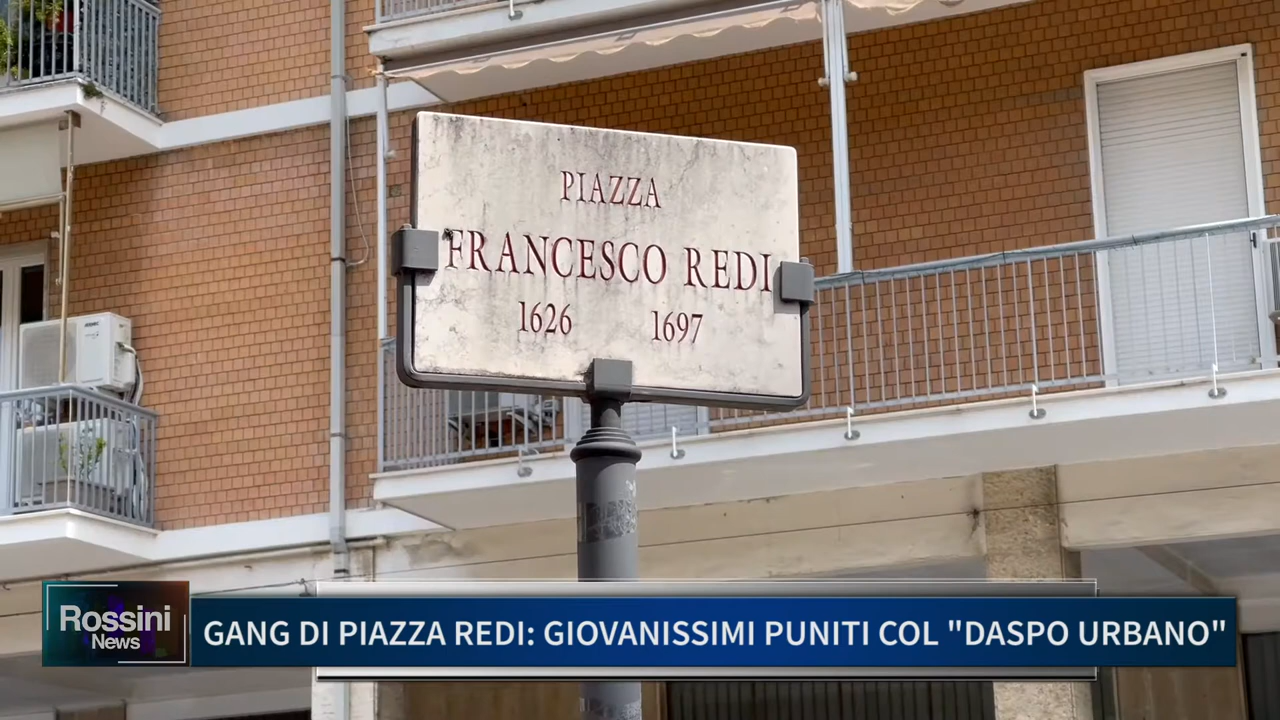 PIAZZA
FRANCESCO REDI
1626 1697
Rossini
News
GANG DI PIAZZA REDI: GIOVANISSIMI PUNITI COL "DASPO URBANO"